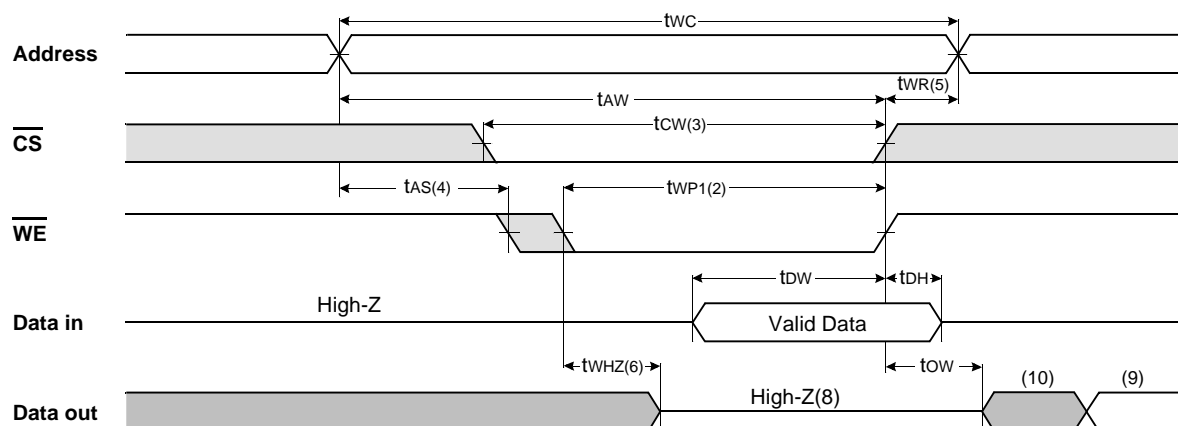 tWC
Address
tWR(5)
tAW
tCW(3)
CS
tAS(4)
tWP1(2)
WE
tDW
tDH
High-Z
Data in
Valid Data
tWHZ(6)
tOW
High-Z(8)
(10)
(9)
Data out